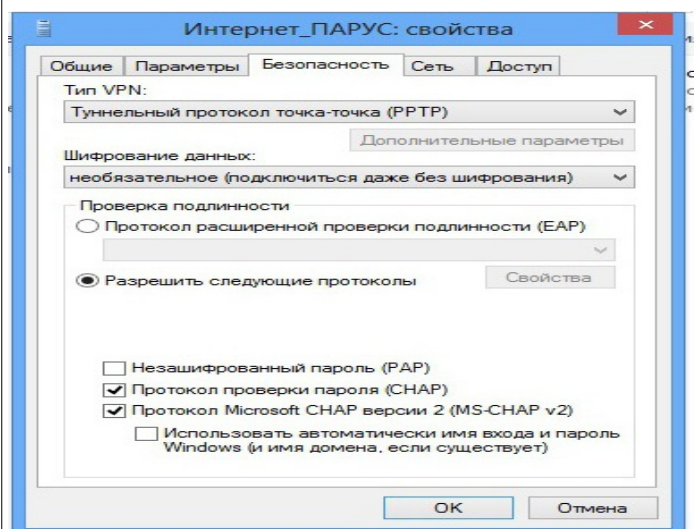 Интернет_ПАРУС: свойства
Общие Параметры Безопасность Сеть Доступ
Тип VPN:
Туннельный протокол точка-точка (PPTP)
Дополнительные параметры
Шифрование данных:
необязательное (подключиться даже без шифрования)
Проверка подлинности
Протокол расширенной проверки подлинности (EAP)
Разрешить следующие протоколы
Свойства
Незашифрованный пароль (PAP)
Протокол проверки пароля (CHAP)
Протокол Microsoft CHAP версии 2 (MS-CHAP v2)
Использовать автоматически имя входа и пароль
Windows (и имя домена, если существует)
ОК Отмена